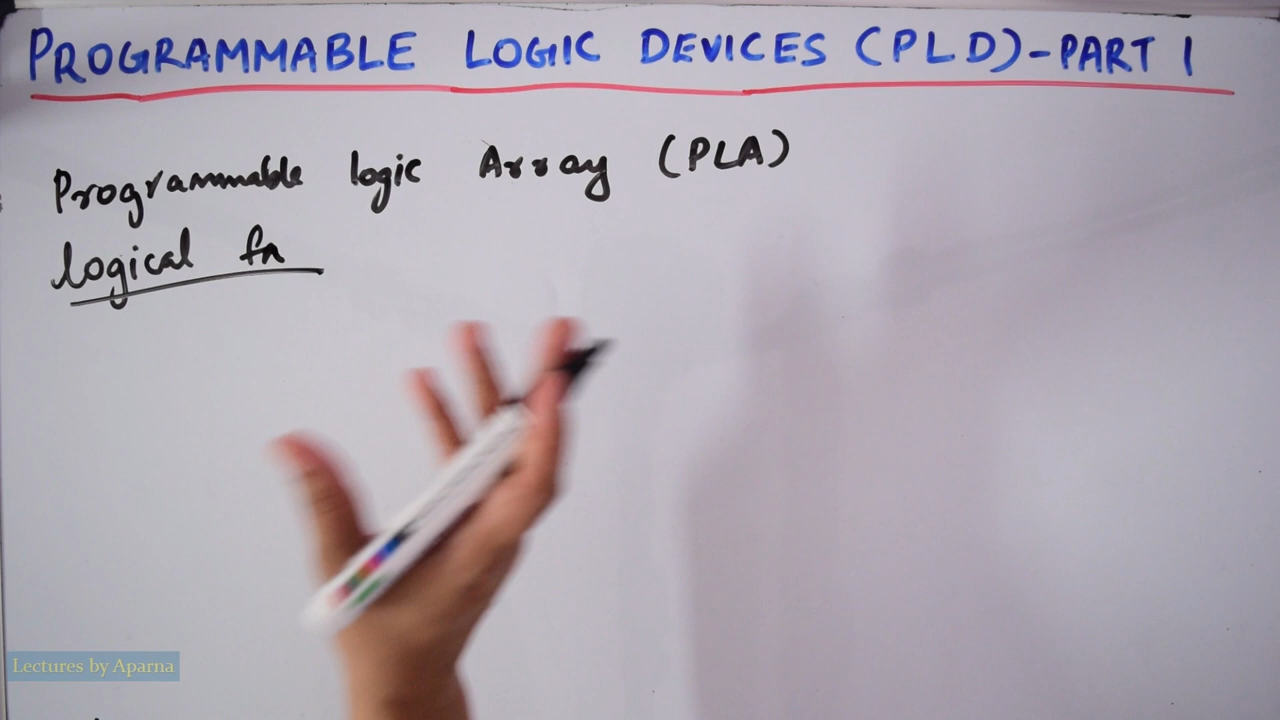 PROGRAMMABLE LOGIC DEVICES (PLD)-PART 1
Programmable logic Array (PLA)
logical fn
Lectures by Aparna